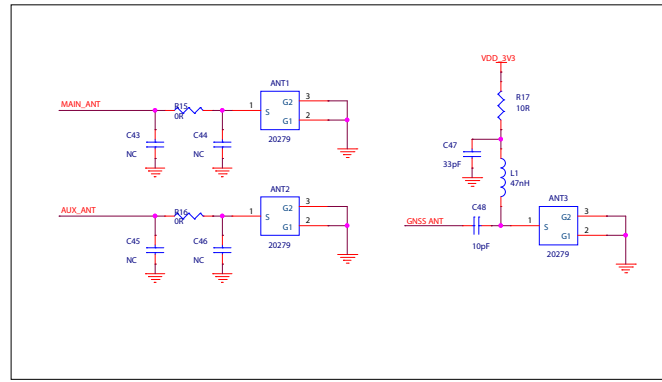 MAIN_ANT
R15
0R
C43
NC
C44
NC
ANT1
1
S
G2
G1
3
2
20279
AUX_ANT
R16
0R
C45
NC
C46
NC
ANT2
1
S
G2
G1
3
2
20279
VDD_3V3
R17
10R
C47
33pF
L1
47nH
GNSS ANT
C48
10pF
ANT3
1
S
G2
G1
3
2
20279